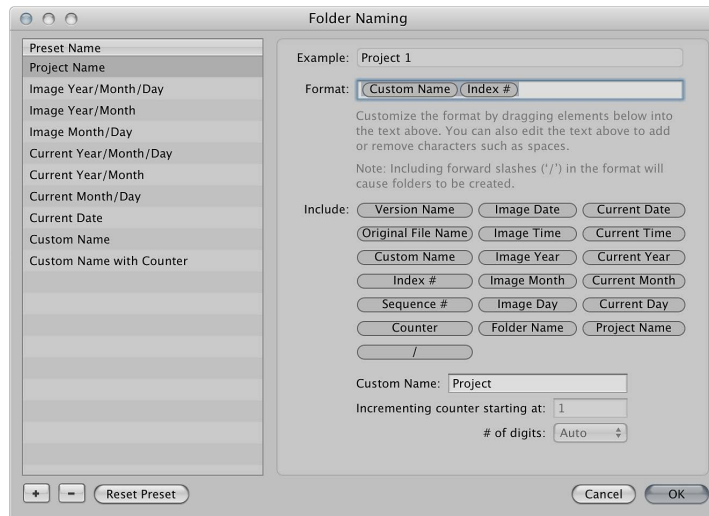 Folder Naming
Preset Name
Project Name
Image Year/Month/Day
Image Year/Month
Image Month/Day
Current Year/Month/Day
Current Year/Month
Current Month/Day
Current Date
Custom Name
Custom Name with Counter
+ - Reset Preset
Example: Project 1
Format: Custom Name Index #
Customize the format by dragging elements below into
the text above. You can also edit the text above to add
or remove characters such as spaces.
Note: Including forward slashes ('/') in the format will
cause folders to be created.
Include: Version Name Image Date Current Date
Original File Name Image Time Current Time
Custom Name Image Year Current Year
Index # Image Month Current Month
Sequence # Image Day Current Day
Counter Folder Name Project Name
/
Custom Name: Project
Incrementing counter starting at: 1
# of digits: Auto
Cancel OK